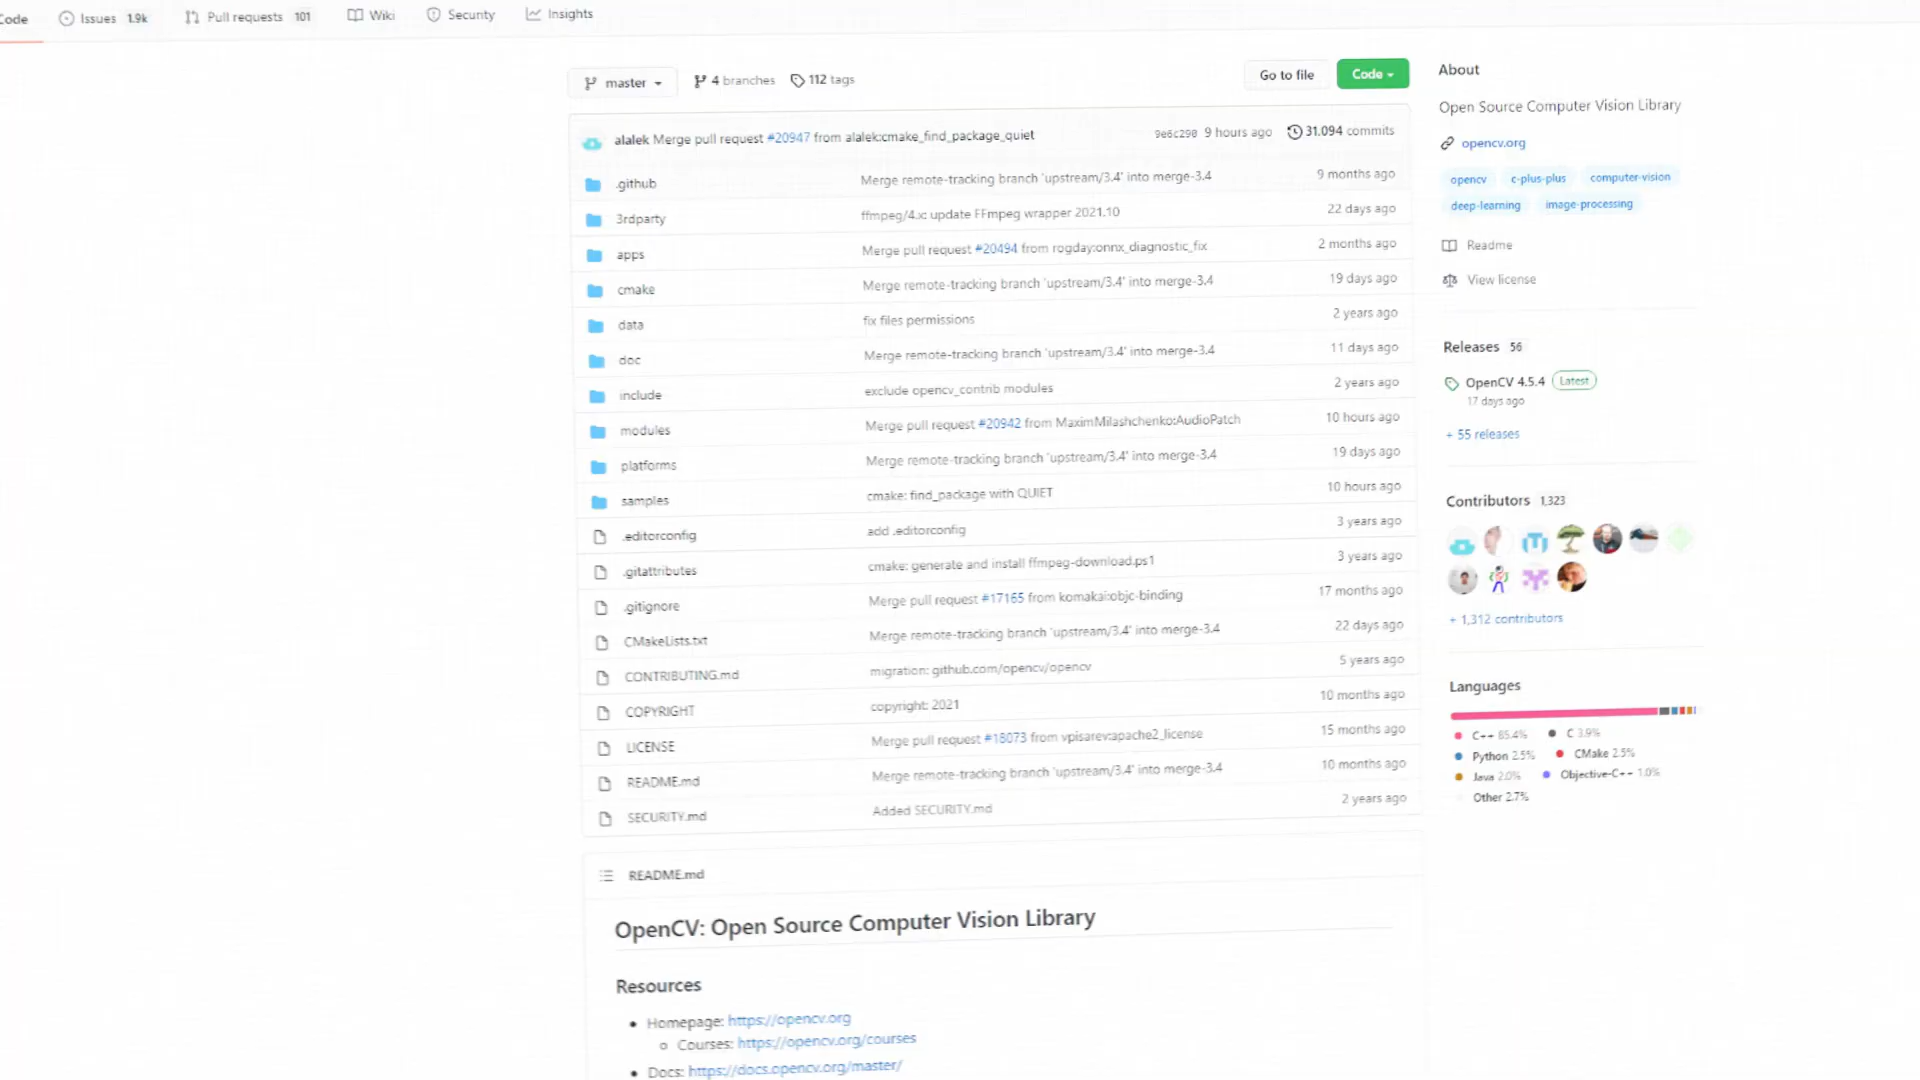 Code Issues 1.9k Pull requests 101 Wiki Security Insights
master 4 branches 112 tags Go to file Code
alalek Merge pull request #20947 from alalek:cmake_find_package_quiet 9e6c290 9 hours ago 31,094 commits
.github Merge remote-tracking branch 'upstream/3.4' into merge-3.4 9 months ago
3rdparty ffmpeg/4.x: update FFmpeg wrapper 2021.10 22 days ago
apps Merge pull request #20494 from rogday:onnx_diagnostic_fix 2 months ago
cmake Merge remote-tracking branch 'upstream/3.4' into merge-3.4 19 days ago
data fix files permissions 2 years ago
doc Merge remote-tracking branch 'upstream/3.4' into merge-3.4 11 days ago
include exclude opencv_contrib modules 2 years ago
modules Merge pull request #20942 from MaximMilashchenko:AudioPatch 10 hours ago
platforms Merge remote-tracking branch 'upstream/3.4' into merge-3.4 19 days ago
samples cmake: find_package with QUIET 10 hours ago
.editorconfig add .editorconfig 3 years ago
.gitattributes cmake: generate and install ffmpeg-download.ps1 3 years ago
.gitignore Merge pull request #17165 from komakai:objc-binding 17 months ago
CMakeLists.txt Merge remote-tracking branch 'upstream/3.4' into merge-3.4 22 days ago
CONTRIBUTING.md migration: github.com/opencv/opencv 5 years ago
COPYRIGHT copyright: 2021 10 months ago
LICENSE Merge pull request #18073 from vpisarev:apache2_license 15 months ago
README.md Merge remote-tracking branch 'upstream/3.4' into merge-3.4 10 months ago
SECURITY.md Added SECURITY.md 2 years ago
README.md
OpenCV: Open Source Computer Vision Library
Resources
Homepage: https://opencv.org
Courses: https://opencv.org/courses
Docs: https://docs.opencv.org/master/
About
Open Source Computer Vision Library
opencv.org
opencv c-plus-plus computer-vision
deep-learning image-processing
Readme
View license
Releases 56
OpenCV 4.5.4 Latest
17 days ago
+ 55 releases
Contributors 1,323
+ 1,312 contributors
Languages
C++ 85.4% C 3.9%
Python 2.5% CMake 2.5%
Java 2.0% Objective-C++ 1.0%
Other 2.7%